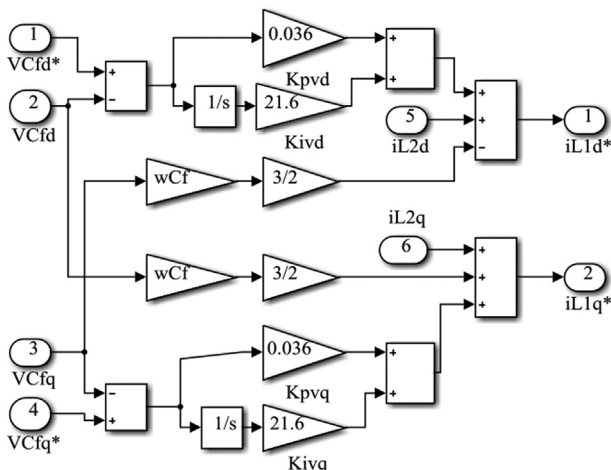 1
VCfd*
2
VCfd
+
−
0.036
Kpvd
1/s
21.6
Kivd
+
+
5
iL2d
+
+
−
1
iL1d*
wCf
3/2
iL2q
6
wCf
3/2
+
+
+
2
iL1q*
3
VCfq
4
VCfq*
−
+
0.036
Kpvq
1/s
21.6
Kivq
+
+